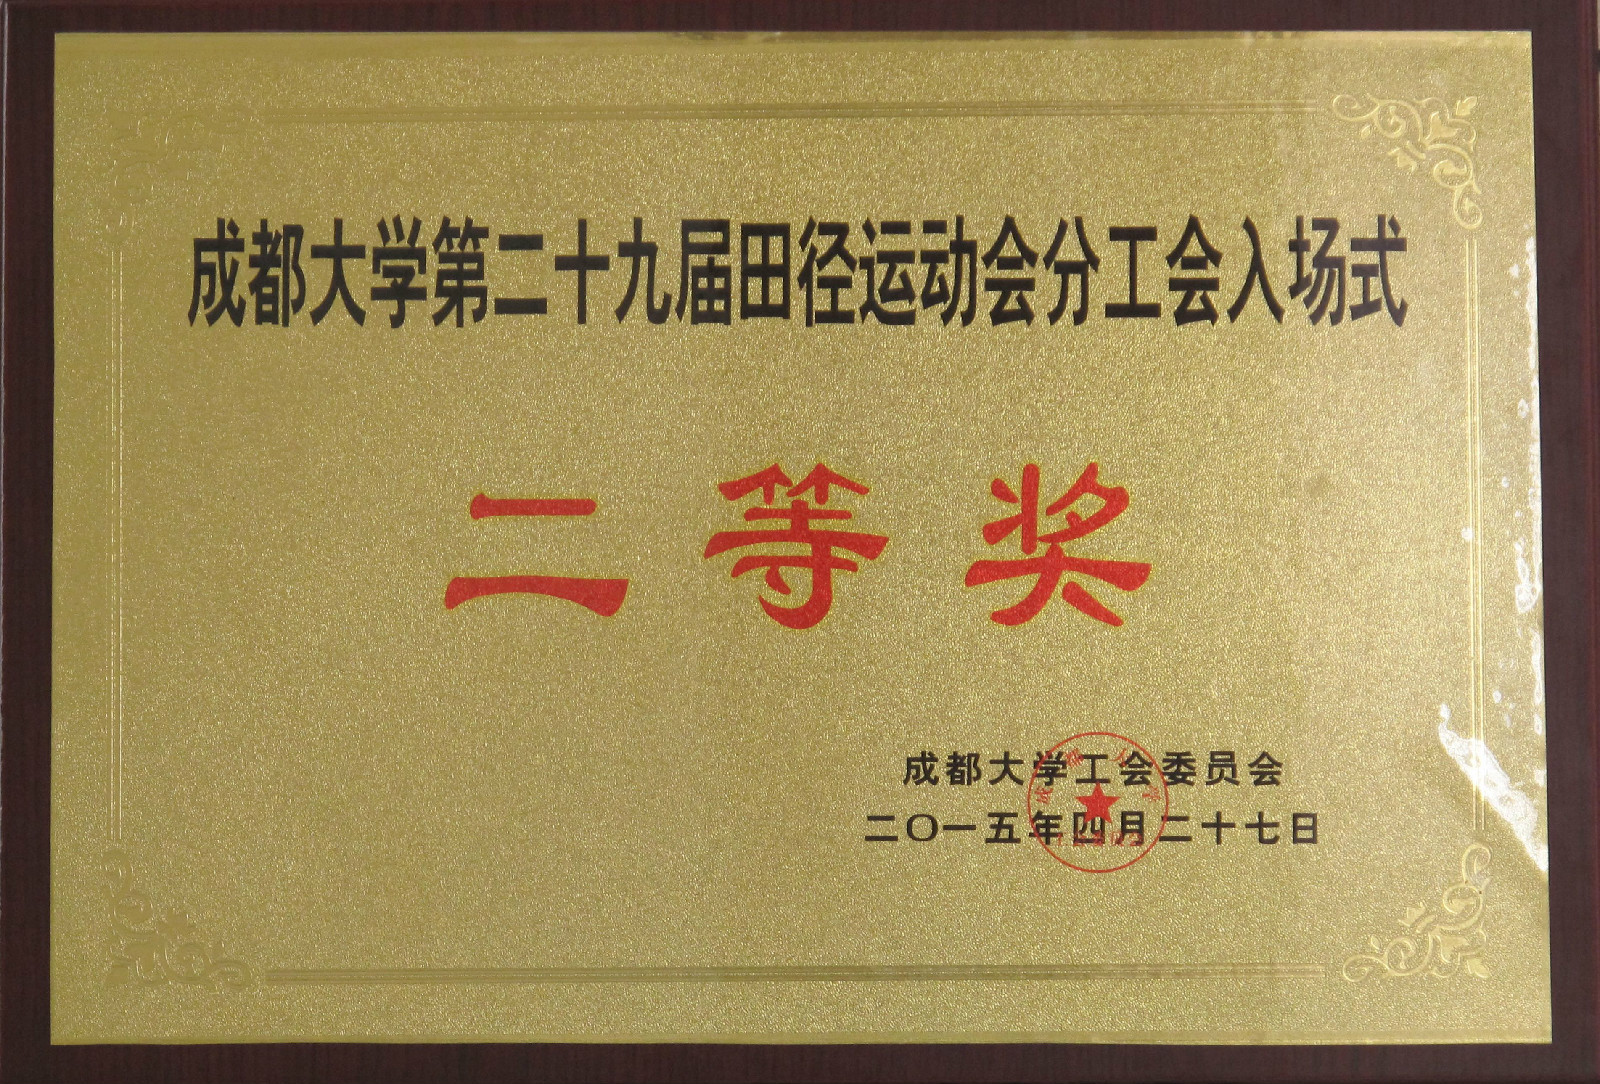 成都大学第二十九届田径运动会分工会入场式
二等奖
成都大学工会委员会
二〇一五年四月二十七日